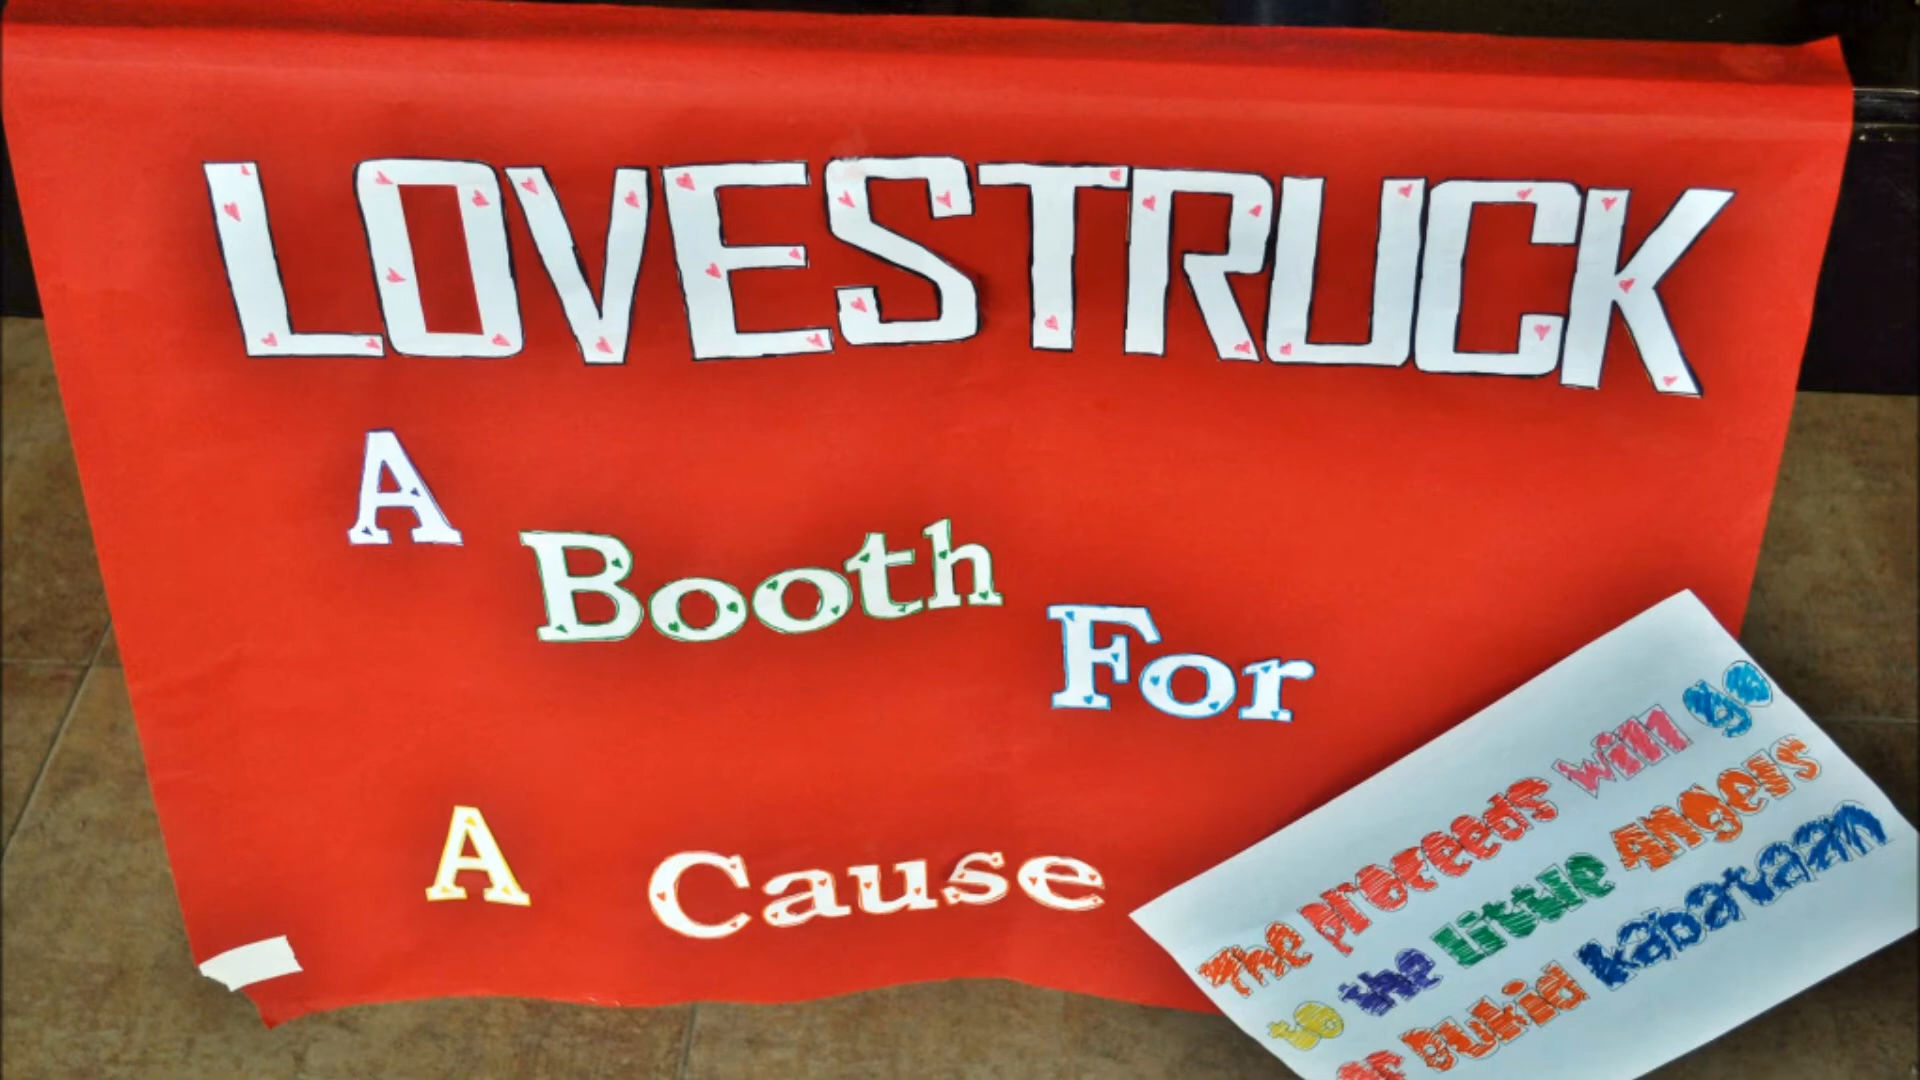 LOVESTRUCK
A
Booth
For
A Cause
The proceeds will go
to the Little Angels
of Bukid Kabataan